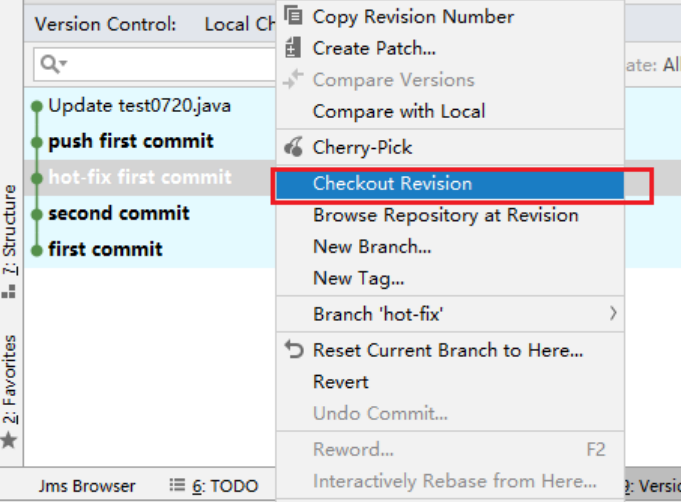 Version Control: Local Ch
ate: All
Update test0720.java
push first commit
hot-fix first commit
second commit
first commit
Copy Revision Number
Create Patch...
Compare Versions
Compare with Local
Cherry-Pick
Checkout Revision
Browse Repository at Revision
New Branch...
New Tag...
Branch 'hot-fix'
Reset Current Branch to Here...
Revert
Undo Commit...
Reword... F2
Interactively Rebase from Here...
7: Structure
2: Favorites
Jms Browser 6: TODO 9: Versio